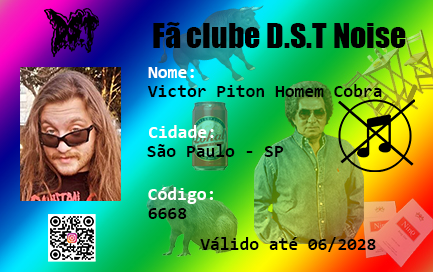 D.S.T
Fã clube D.S.T Noise
Nome:
Victor Piton Homem Cobra
Cidade:
São Paulo - SP
Código:
6668
Válido até 06/2028